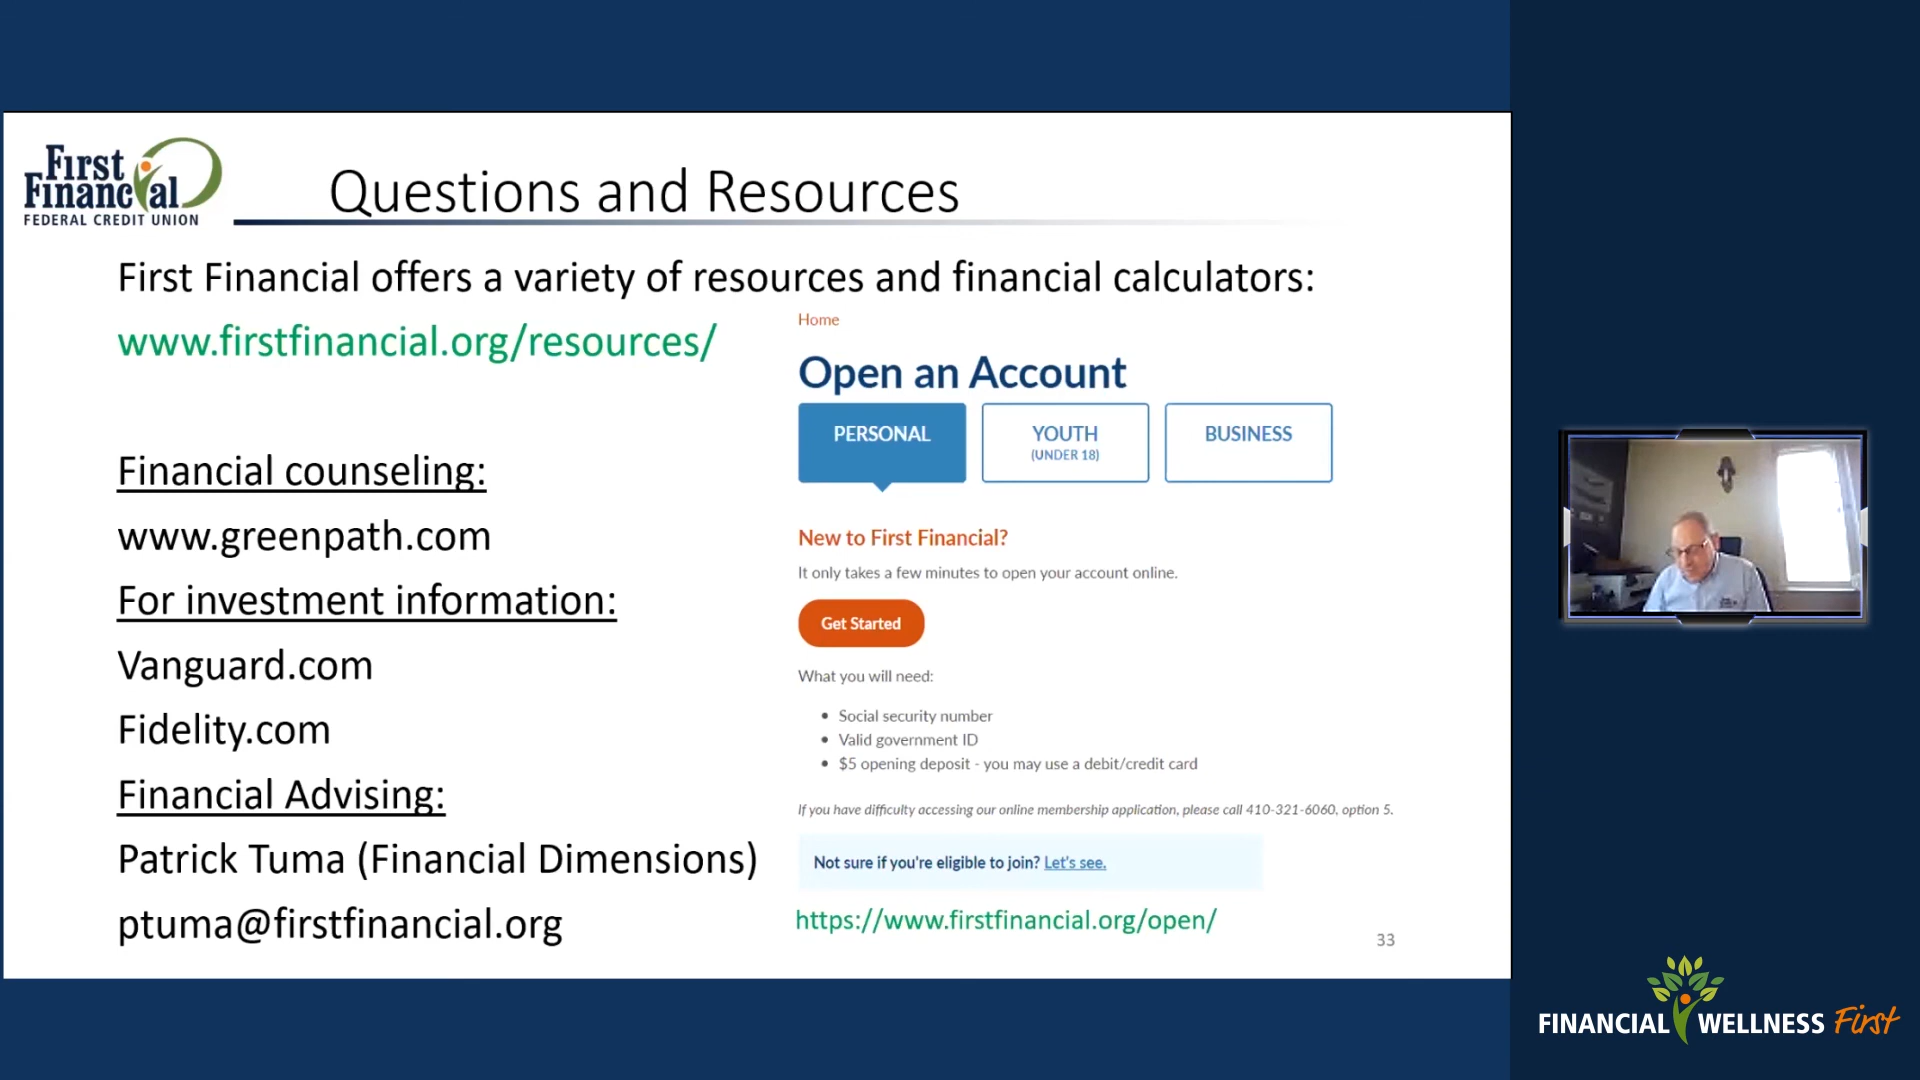 First
Financial
FEDERAL CREDIT UNION
Questions and Resources
First Financial offers a variety of resources and financial calculators:
www.firstfinancial.org/resources/
Financial counseling:
www.greenpath.com
For investment information:
Vanguard.com
Fidelity.com
Financial Advising:
Patrick Tuma (Financial Dimensions)
ptuma@firstfinancial.org
Home
Open an Account
PERSONAL
YOUTH
(UNDER 18)
BUSINESS
New to First Financial?
It only takes a few minutes to open your account online.
Get Started
What you will need:
• Social security number
• Valid government ID
• $5 opening deposit - you may use a debit/credit card
If you have difficulty accessing our online membership application, please call 410-321-6060, option 5.
Not sure if you're eligible to join? Let's see.
https://www.firstfinancial.org/open/
33
FINANCIAL WELLNESS First